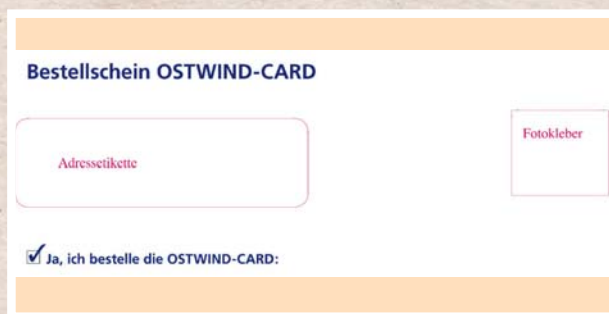 Bestellschein OSTWIND-CARD
Fotokleber
Adressetikette
Ja, ich bestelle die OSTWIND-CARD: